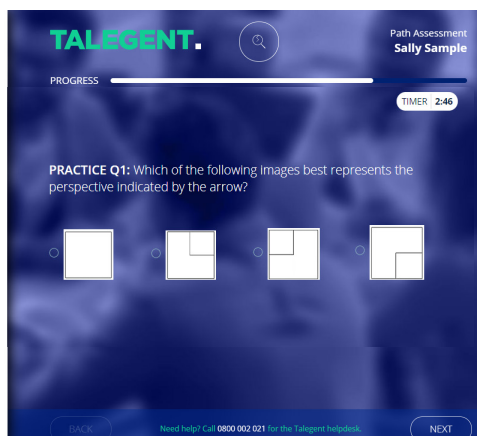 TALEGENT.
Path Assessment
Sally Sample
PROGRESS
TIMER 2:46
PRACTICE Q1: Which of the following images best represents the
perspective indicated by the arrow?
BACK
Need help? Call 0800 002 021 for the Talegent helpdesk.
NEXT